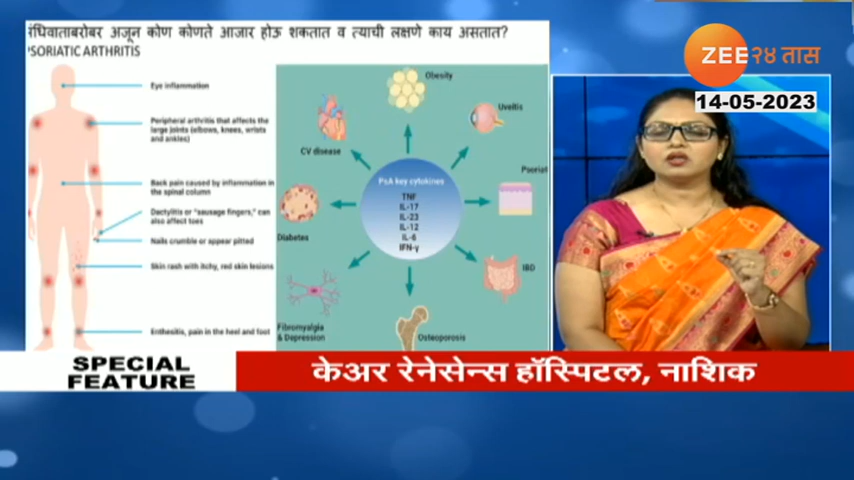 ंधिवाताबरोबर अजून कोण कोणते आजार होऊ शकतात व त्याची लक्षणे काय असतात?
PSORIATIC ARTHRITIS
ZEE २४ तास
14-05-2023
Eye inflammation
Peripheral arthritis that affects the
large joints (elbows, knees, wrists
and ankles)
Back pain caused by inflammation in
the spinal column
Dactylitis or "sausage fingers," can
also affect toes
Nails crumble or appear pitted
Skin rash with itchy, red skin lesions
Enthesitis, pain in the heel and foot
Obesity
Uveitis
CV disease
Psoriat
PsA key cytokines
TNF
IL-17
IL-23
IL-12
IL-6
IFN-γ
Diabetes
IBD
Fibromyalgia
& Depression
Osteoporosis
SPECIAL
FEATURE
केअर रेनेसेन्स हॉस्पिटल, नाशिक